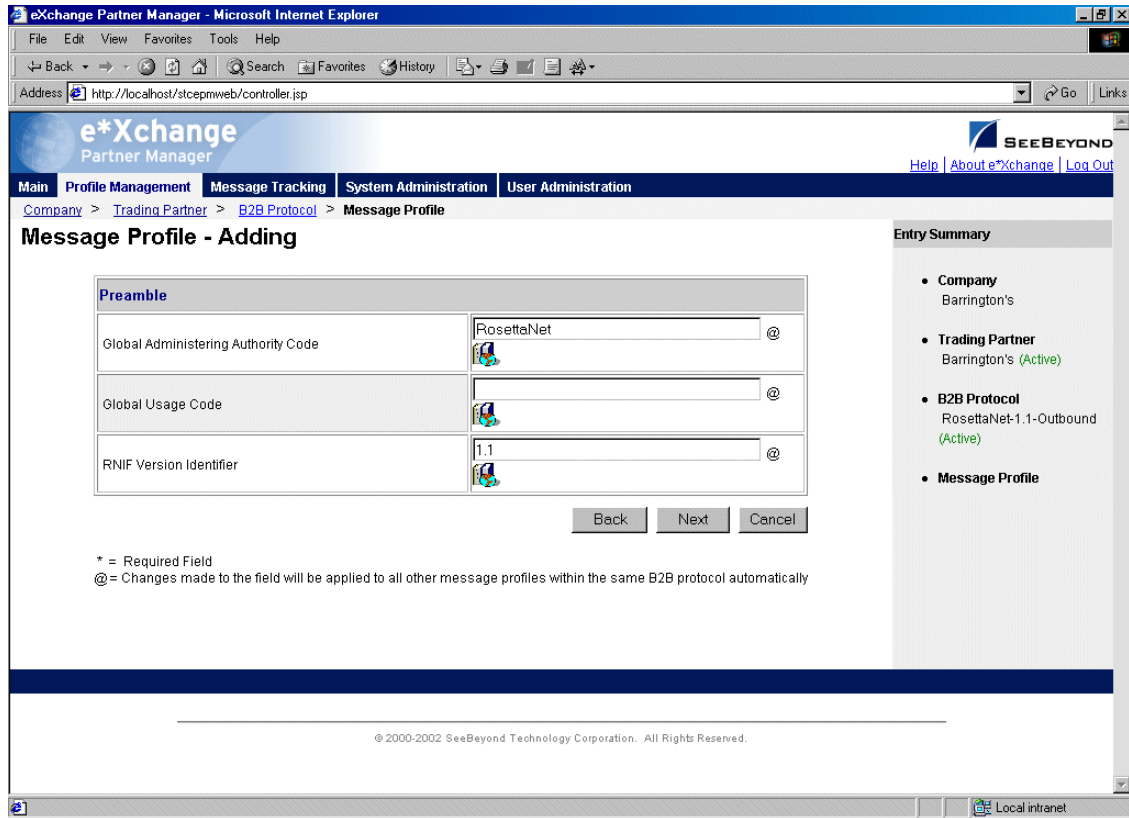 eXchange Partner Manager - Microsoft Internet Explorer
File Edit View Favorites Tools Help
Back Search Favorites History
Address http://localhost/stcepmweb/controller.jsp Go Links
e*Xchange
Partner Manager
SEEBEYOND
Help | About e*Xchange | Log Out
Main Profile Management Message Tracking System Administration User Administration
Company > Trading Partner > B2B Protocol > Message Profile
Message Profile - Adding
Preamble
Global Administering Authority Code RosettaNet @
Global Usage Code @
RNIF Version Identifier 1.1 @
Back Next Cancel
* = Required Field
@ = Changes made to the field will be applied to all other message profiles within the same B2B protocol automatically
Entry Summary
• Company
Barrington's
• Trading Partner
Barrington's (Active)
• B2B Protocol
RosettaNet-1.1-Outbound
(Active)
• Message Profile
© 2000-2002 SeeBeyond Technology Corporation. All Rights Reserved.
Local intranet